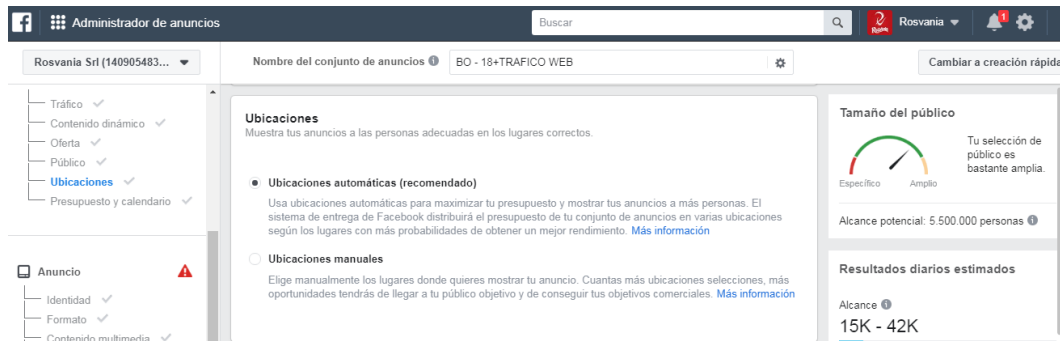 Administrador de anuncios
Buscar
Rosvania
1
Rosvania Srl (140905483...
Nombre del conjunto de anuncios
BO - 18+TRAFICO WEB
Cambiar a creación rápida
Tráfico
Contenido dinámico
Oferta
Público
Ubicaciones
Presupuesto y calendario
Anuncio
Identidad
Formato
Contenido multimedia
Ubicaciones
Muestra tus anuncios a las personas adecuadas en los lugares correctos.
Ubicaciones automáticas (recomendado)
Usa ubicaciones automáticas para maximizar tu presupuesto y mostrar tus anuncios a más personas. El
sistema de entrega de Facebook distribuirá el presupuesto de tu conjunto de anuncios en varias ubicaciones
según los lugares con más probabilidades de obtener un mejor rendimiento. Más información
Ubicaciones manuales
Elige manualmente los lugares donde quieres mostrar tu anuncio. Cuantas más ubicaciones selecciones, más
oportunidades tendrás de llegar a tu público objetivo y de conseguir tus objetivos comerciales. Más información
Tamaño del público
Tu selección de
público es
bastante amplia.
Específico
Amplio
Alcance potencial: 5.500.000 personas
Resultados diarios estimados
Alcance
15K - 42K